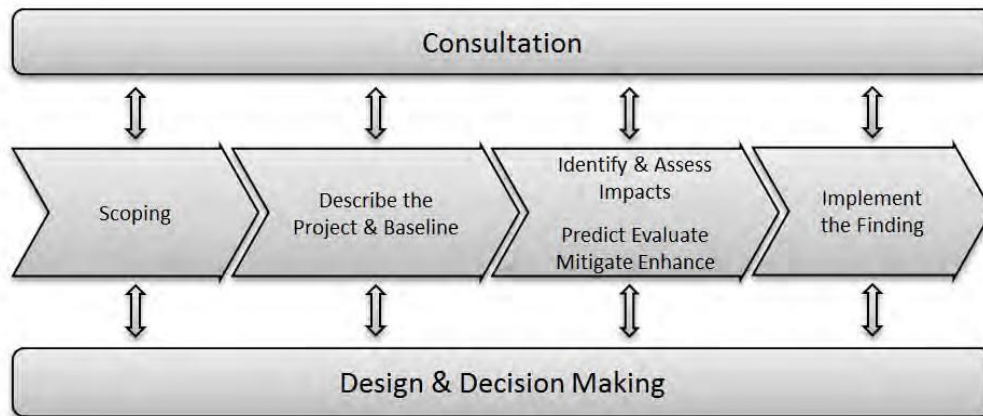 Consultation
Scoping
Describe the
Project & Baseline
Identify & Assess
Impacts
Predict Evaluate
Mitigate Enhance
Implement
the Finding
Design & Decision Making